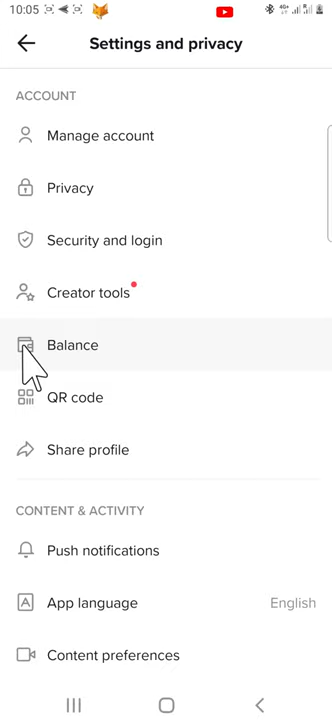 10:05
4G+
Settings and privacy
ACCOUNT
Manage account
Privacy
Security and login
Creator tools
Balance
QR code
Share profile
CONTENT & ACTIVITY
Push notifications
A App language English
Content preferences